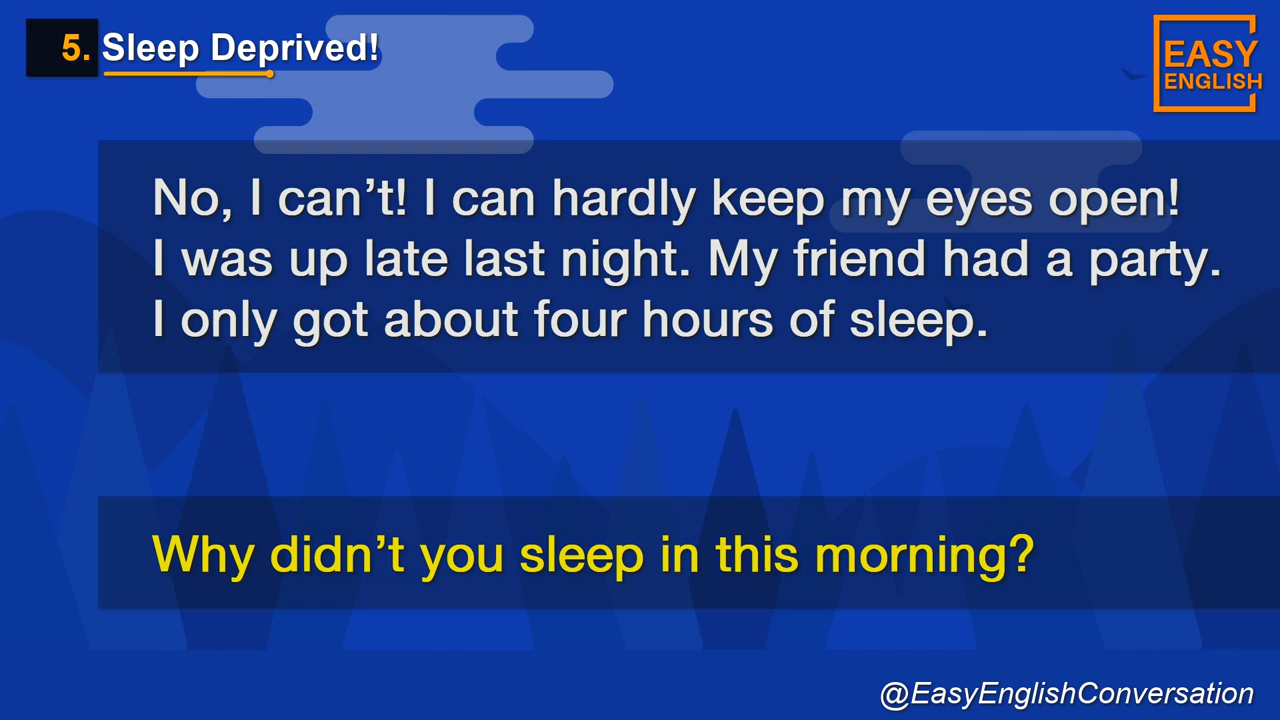 5. Sleep Deprived!
EASY
ENGLISH
No, I can’t! I can hardly keep my eyes open!
I was up late last night. My friend had a party.
I only got about four hours of sleep.
Why didn’t you sleep in this morning?
@EasyEnglishConversation